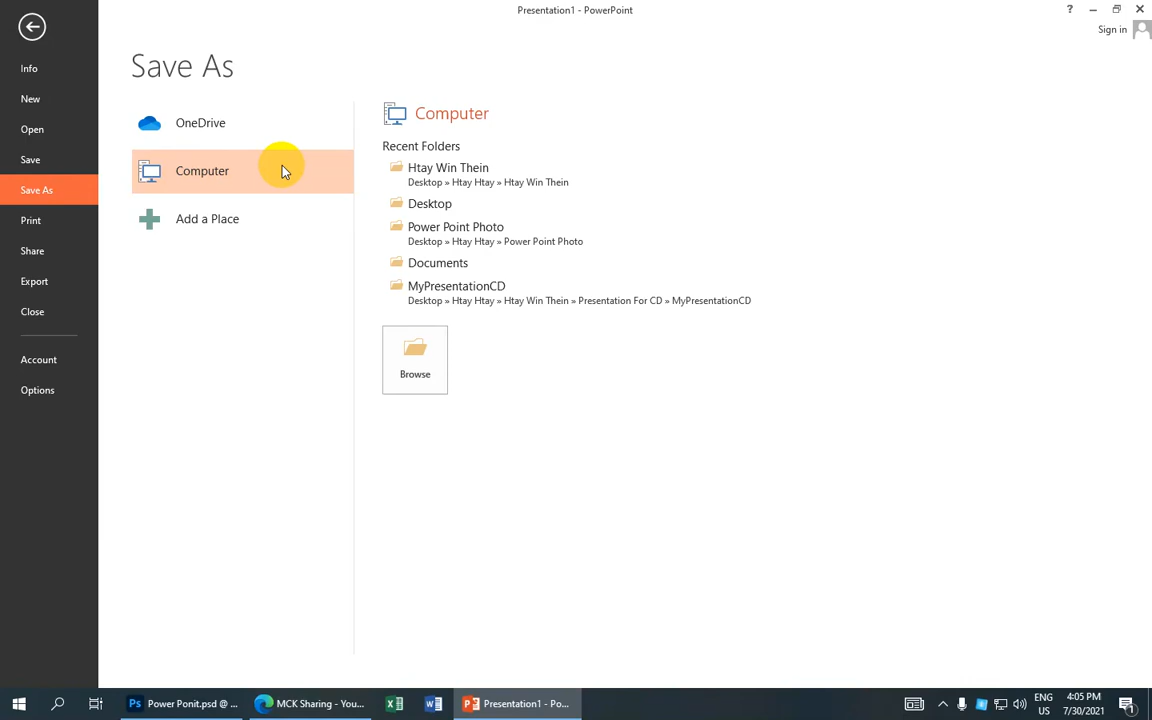 Presentation1 - PowerPoint
?
Sign in
Info
New
Open
Save
Save As
Print
Share
Export
Close
Account
Options
Save As
OneDrive
Computer
Add a Place
Computer
Recent Folders
Htay Win Thein
Desktop » Htay Htay » Htay Win Thein
Desktop
Power Point Photo
Desktop » Htay Htay » Power Point Photo
Documents
MyPresentationCD
Desktop » Htay Htay » Htay Win Thein » Presentation For CD » MyPresentationCD
Browse
Ps Power Ponit.psd @ ...
MCK Sharing - You...
Presentation1 - Po...
ENG
US
4:05 PM
7/30/2021
1